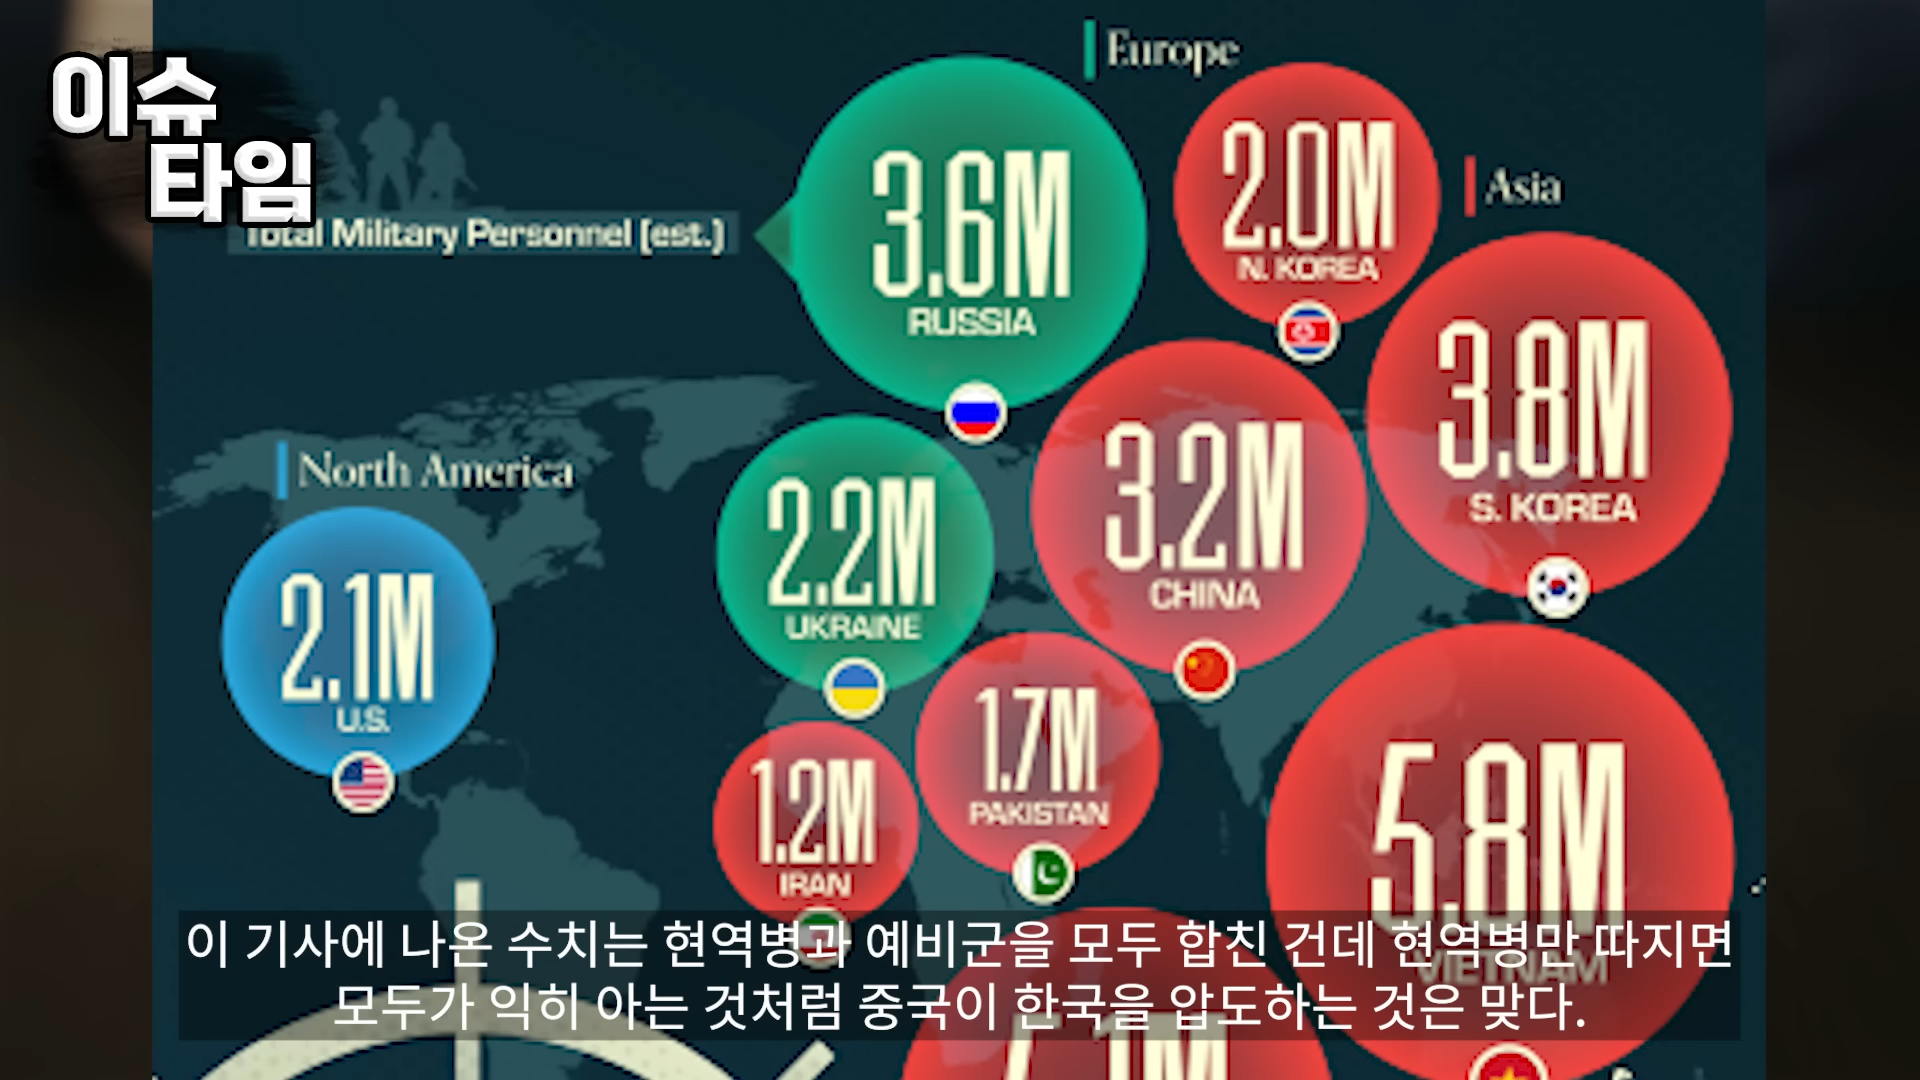 이슈
타임
Europe
Asia
Total Military Personnel (est.)
3.6M
RUSSIA
2.0M
N. KOREA
3.8M
S. KOREA
North America
2.1M
U.S.
2.2M
UKRAINE
3.2M
CHINA
1.7M
PAKISTAN
1.2M
IRAN
5.8M
VIETNAM
이 기사에 나온 수치는 현역병과 예비군을 모두 합친 건데 현역병만 따지면
모두가 익히 아는 것처럼 중국이 한국을 압도하는 것은 맞다.